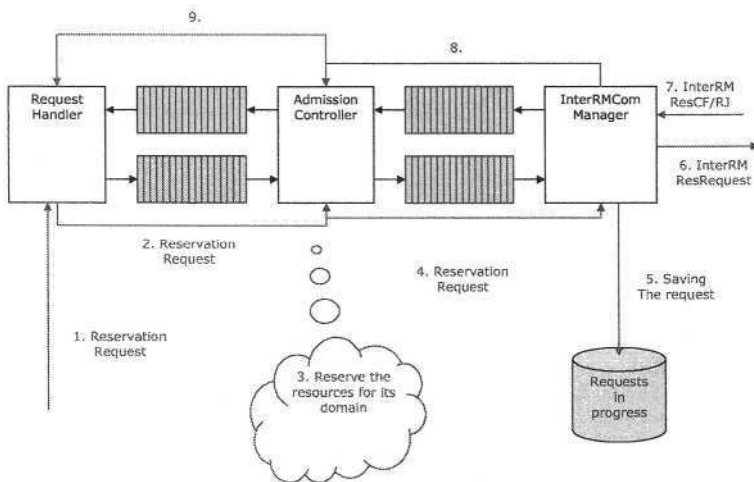 9.
8.
Request
Handler
Admission
Controller
InterRMCom
Manager
7. InterRM
ResCF/RJ
6. InterRM
ResRequest
2. Reservation
Request
4. Reservation
Request
5. Saving
The request
1. Reservation
Request
3. Reserve the
resources for its
domain
Requests
in
progress